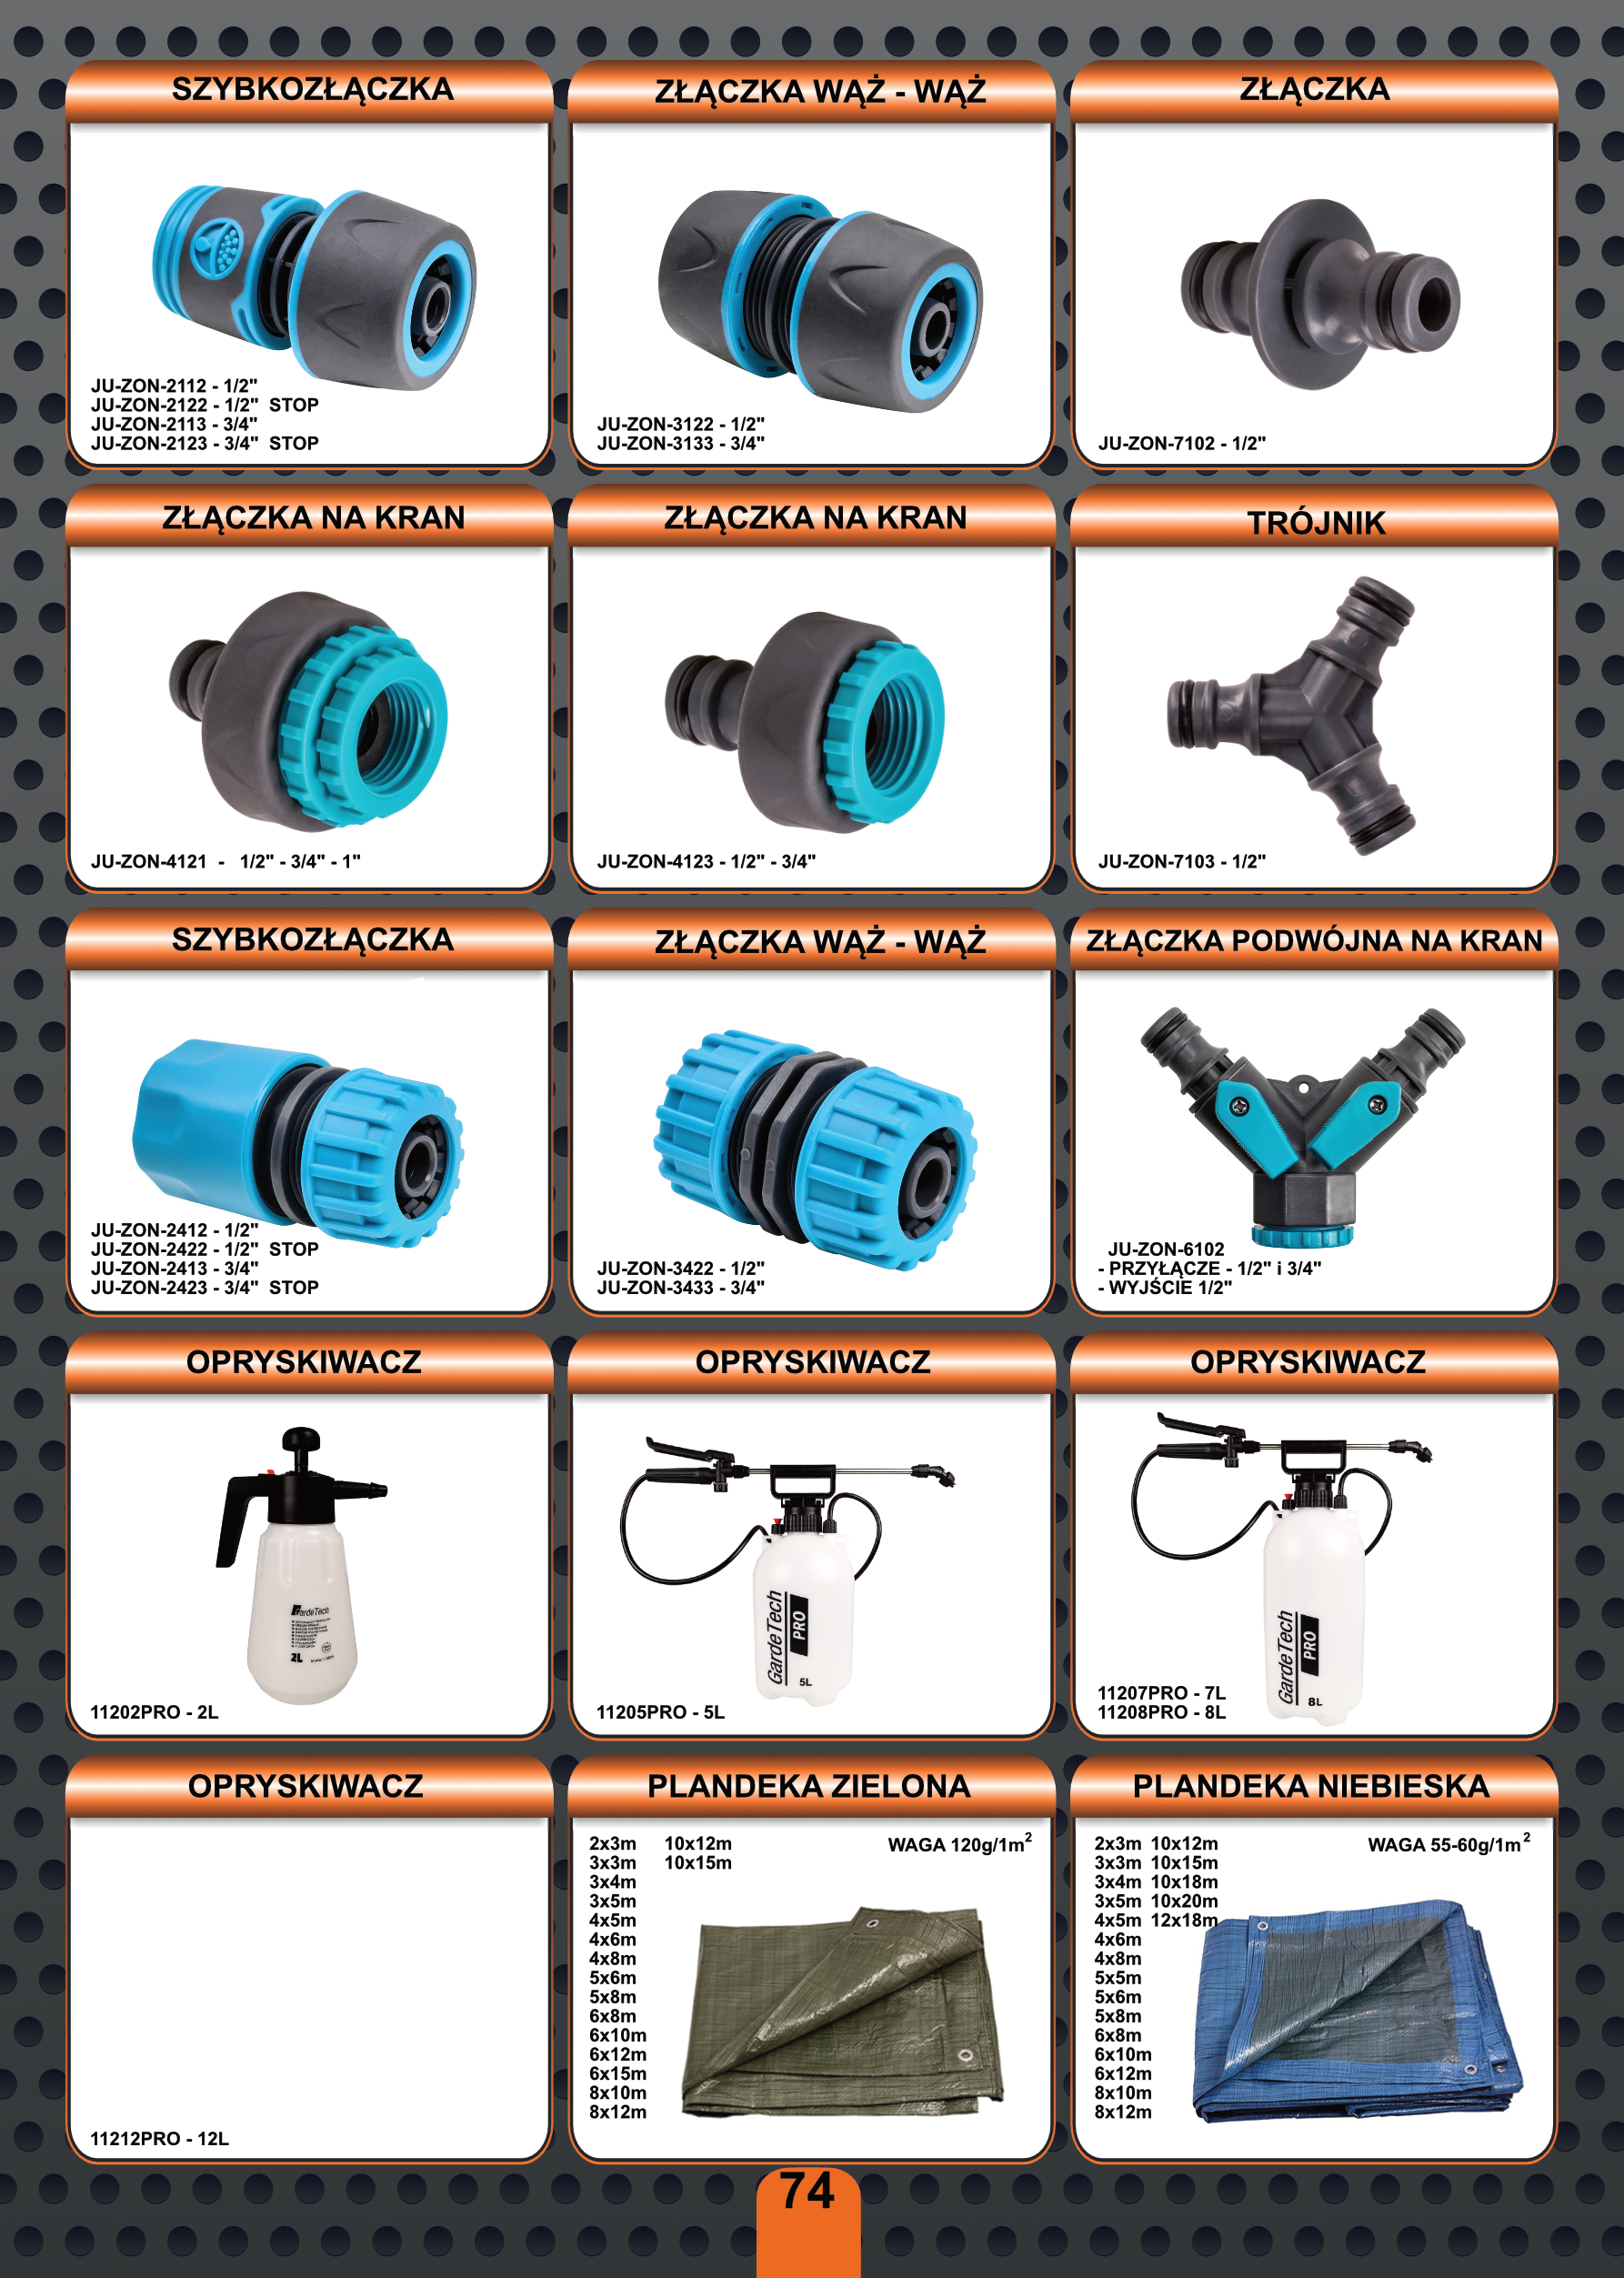 SZYBKOZŁĄCZKA
JU-ZON-2112 - 1/2"
JU-ZON-2122 - 1/2" STOP
JU-ZON-2113 - 3/4"
JU-ZON-2123 - 3/4" STOP
ZŁĄCZKA WĄŻ - WĄŻ
JU-ZON-3122 - 1/2"
JU-ZON-3133 - 3/4"
ZŁĄCZKA
JU-ZON-7102 - 1/2"
ZŁĄCZKA NA KRAN
JU-ZON-4121 - 1/2" - 3/4" - 1"
ZŁĄCZKA NA KRAN
JU-ZON-4123 - 1/2" - 3/4"
TRÓJNIK
JU-ZON-7103 - 1/2"
SZYBKOZŁĄCZKA
JU-ZON-2412 - 1/2"
JU-ZON-2422 - 1/2" STOP
JU-ZON-2413 - 3/4"
JU-ZON-2423 - 3/4" STOP
ZŁĄCZKA WĄŻ - WĄŻ
JU-ZON-3422 - 1/2"
JU-ZON-3433 - 3/4"
ZŁĄCZKA PODWÓJNA NA KRAN
JU-ZON-6102
- PRZYŁĄCZE - 1/2" i 3/4"
- WYJŚCIE 1/2"
OPRYSKIWACZ
GardeTech
2L
11202PRO - 2L
OPRYSKIWACZ
GardeTech
PRO
5L
11205PRO - 5L
OPRYSKIWACZ
GardeTech
PRO
8L
11207PRO - 7L
11208PRO - 8L
OPRYSKIWACZ
11212PRO - 12L
PLANDEKA ZIELONA
WAGA 120g/1m²
2x3m 10x12m
3x3m 10x15m
3x4m
3x5m
4x5m
4x6m
4x8m
5x6m
5x8m
6x8m
6x10m
6x12m
6x15m
8x10m
8x12m
PLANDEKA NIEBIESKA
WAGA 55-60g/1m²
2x3m 10x12m
3x3m 10x15m
3x4m 10x18m
3x5m 10x20m
4x5m 12x18m
4x6m
4x8m
5x5m
5x6m
5x8m
6x8m
6x10m
6x12m
8x10m
8x12m
74